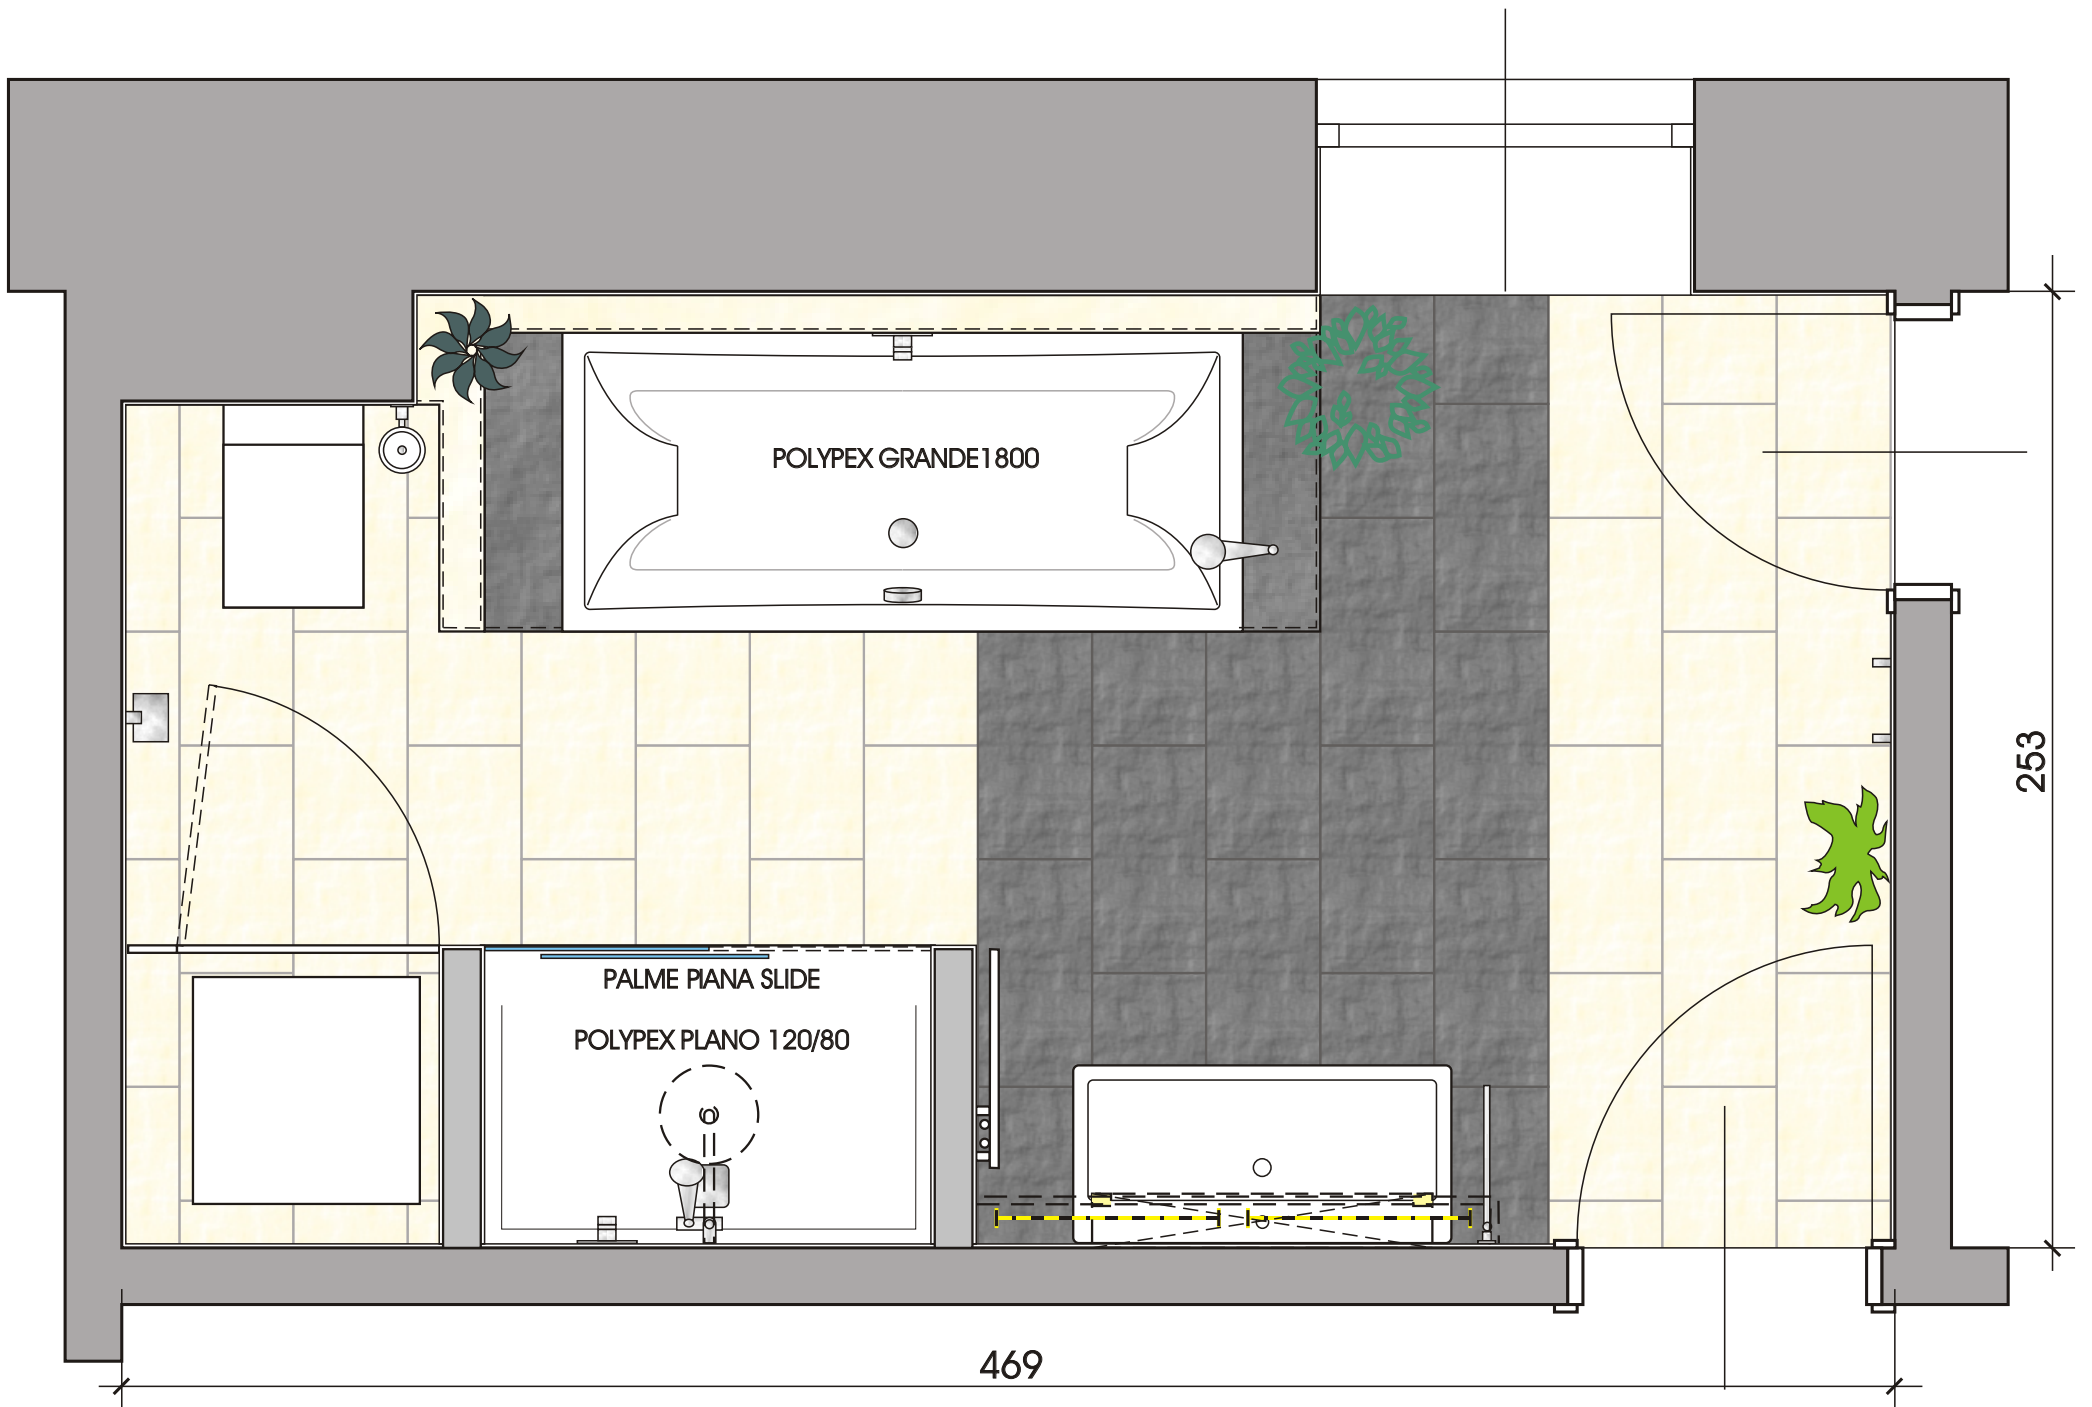 POLYPEX GRANDE1800
253
PALME PIANA SLIDE
POLYPEX PLANO 120/80
469